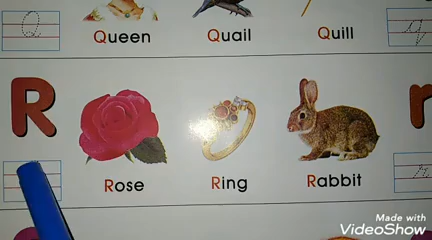 Q Queen Quail Quill q
R r
Rose Ring Rabbit
r
Made with
VideoShow